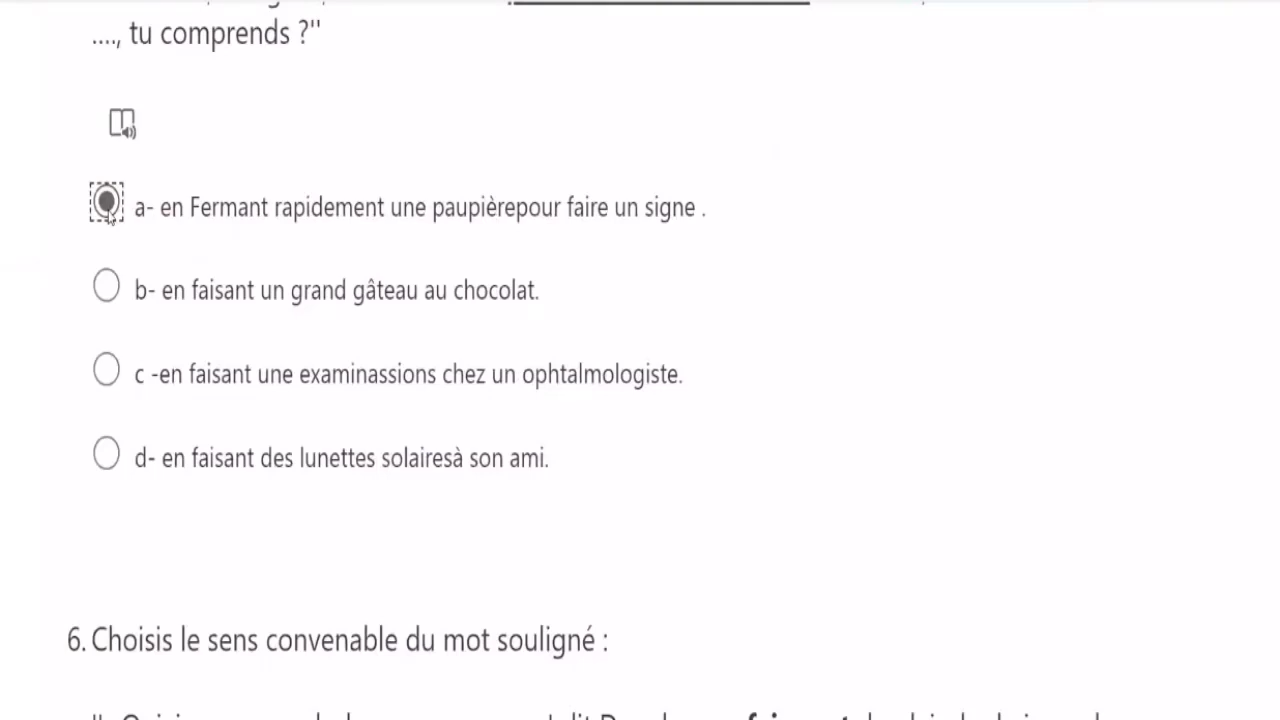 ...., tu comprends ?"
a- en Fermant rapidement une paupièrepour faire un signe .
b- en faisant un grand gâteau au chocolat.
c -en faisant une examinassions chez un ophtalmologiste.
d- en faisant des lunettes solairesà son ami.
6. Choisis le sens convenable du mot souligné :